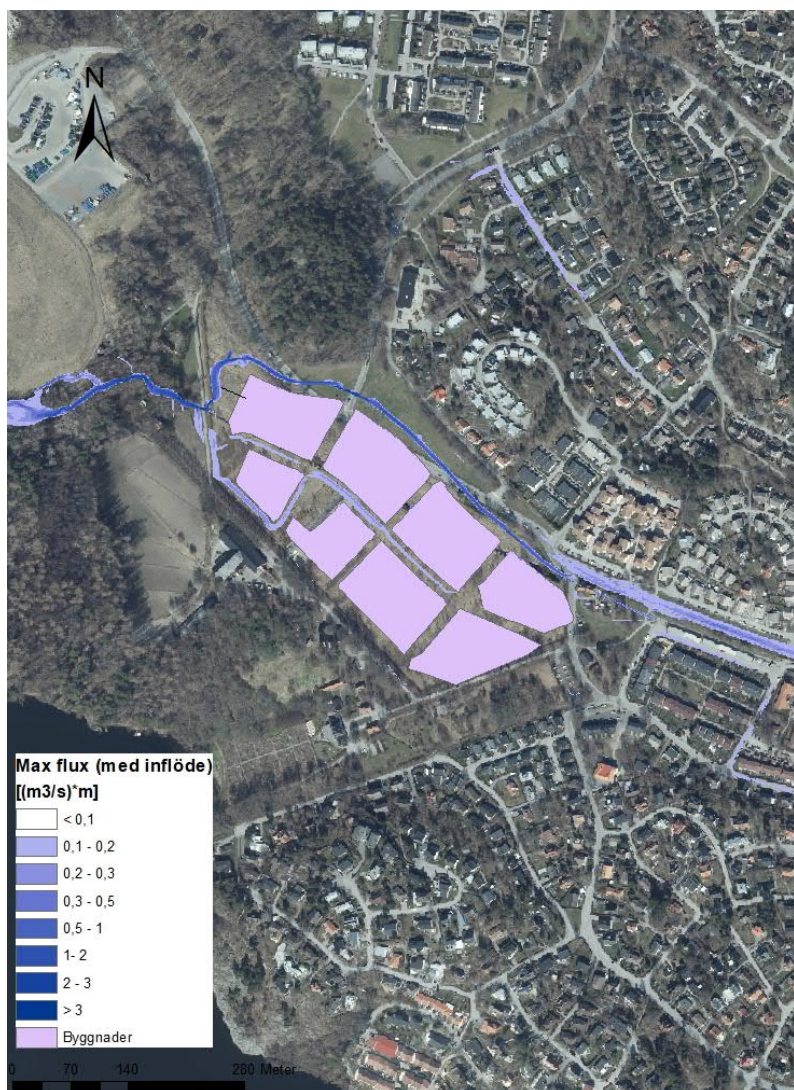 N
Max flux (med inflöde)
[(m3/s)*m]
< 0,1
0,1 - 0,2
0,2 - 0,3
0,3 - 0,5
0,5 - 1
1- 2
2 - 3
> 3
Byggnader
0 70 140 280 Meter